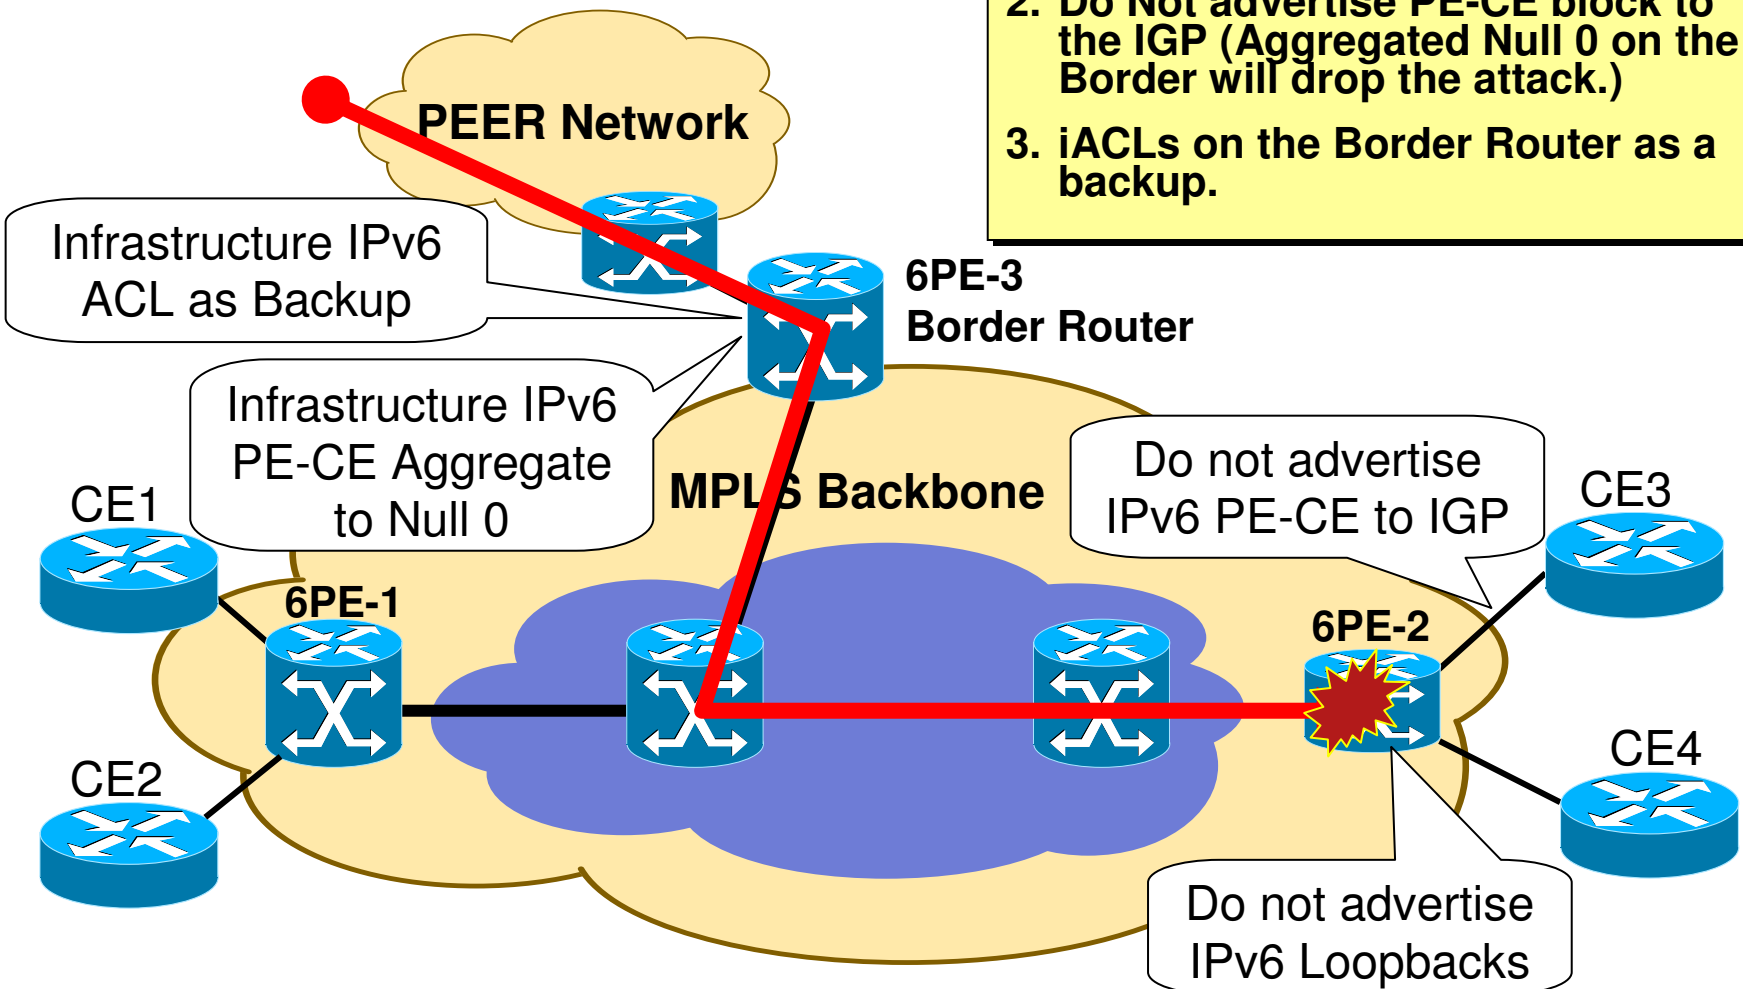 2. Do Not advertise PE-CE block to
the IGP (Aggregated Null 0 on the
Border will drop the attack.)
3. iACLs on the Border Router as a
backup.
PEER Network
Infrastructure IPv6
ACL as Backup
6PE-3
Border Router
Infrastructure IPv6
PE-CE Aggregate
to Null 0
MPLS Backbone
Do not advertise
IPv6 PE-CE to IGP
CE1
CE3
6PE-1
6PE-2
CE2
CE4
Do not advertise
IPv6 Loopbacks